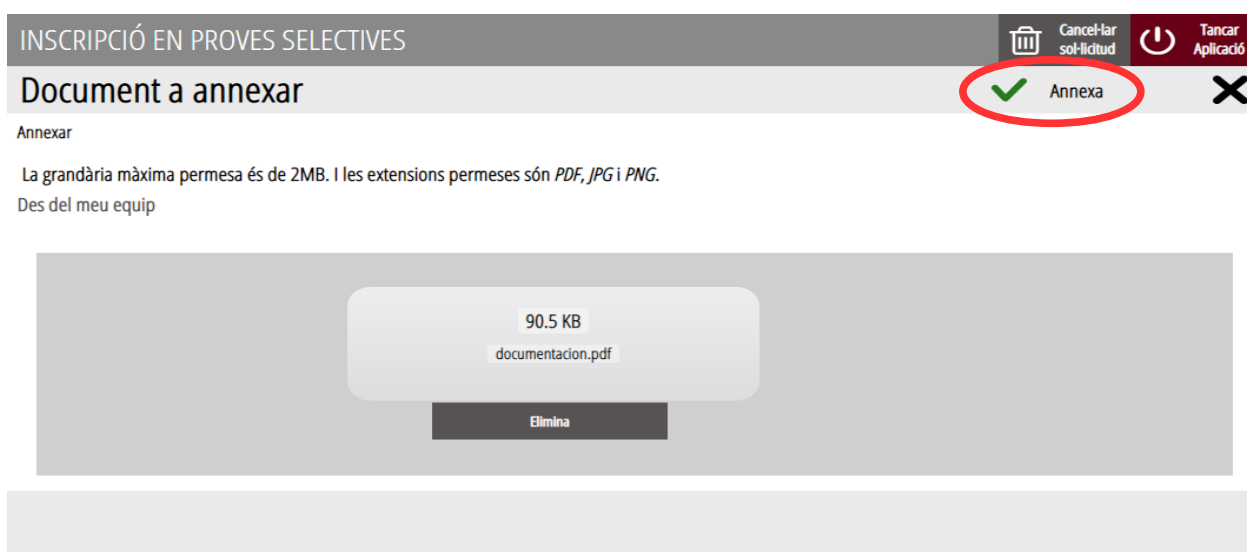 INSCRIPCIÓ EN PROVES SELECTIVES
Cancel·lar
sol·licitud
Tancar
Aplicació
Document a annexar
Annexa
Annexar
La grandària màxima permesa és de 2MB. I les extensions permeses són PDF, JPG i PNG.
Des del meu equip
90.5 KB
documentacion.pdf
Elimina